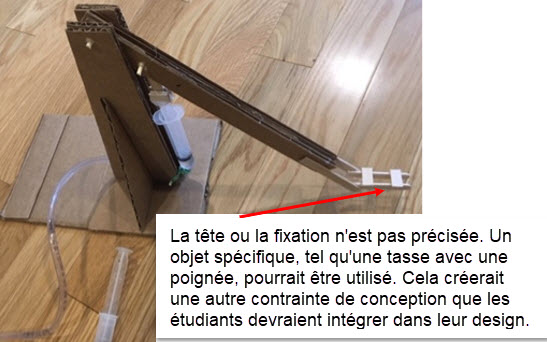 La tête ou la fixation n'est pas précisée. Un
objet spécifique, tel qu'une tasse avec une
poignée, pourrait être utilisé. Cela créerait
une autre contrainte de conception que les
étudiants devraient intégrer dans leur design.